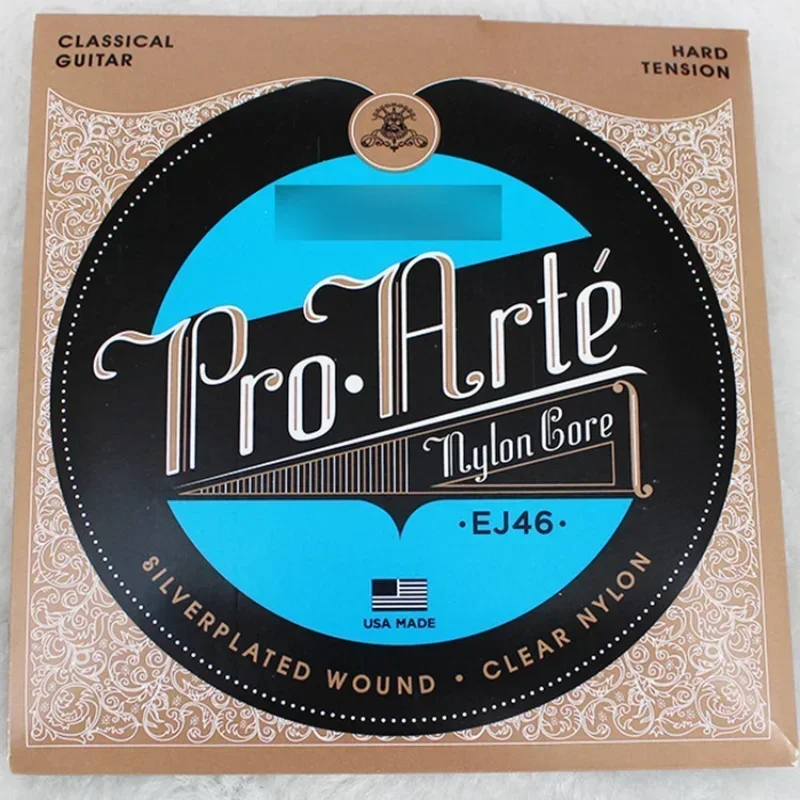 CLASSICAL
GUITAR
HARD
TENSION
Pro·Arté
Nylon Core
·EJ46·
USA MADE
SILVERPLATED WOUND • CLEAR NYLON